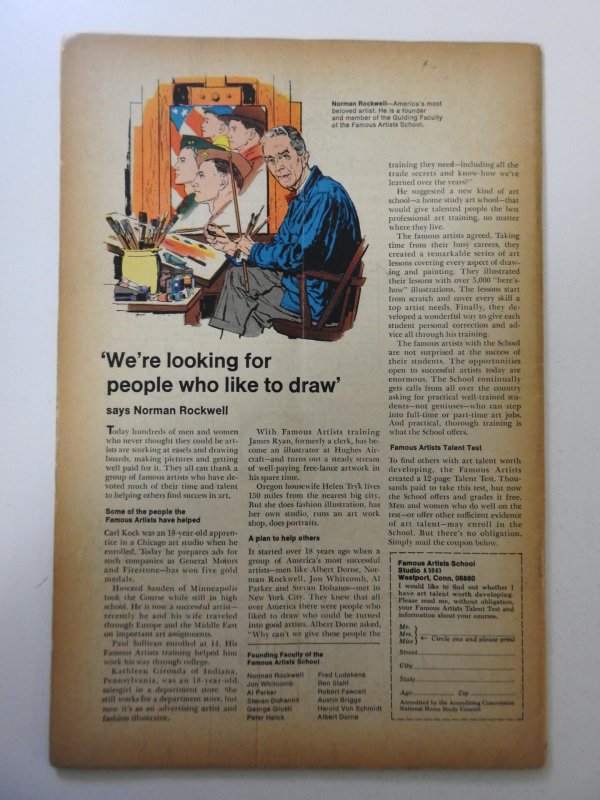 Norman Rockwell—America's most
beloved artist. He is a founder
and member of the Guiding Faculty
of the Famous Artists School.
'We're looking for
people who like to draw'
says Norman Rockwell
Today hundreds of men and women
who never thought they could be art-
ists are working at easels and drawing
boards, making pictures and getting
well paid for it. They all can thank a
group of famous artists who have de-
voted much of their time and talent
to helping others find success in art.
Some of the people the
Famous Artists have helped
Carl Kock was an 18-year-old appren-
tice in a Chicago art studio when he
enrolled. Today he prepares ads for
such companies as General Motors
and Firestone—has won five gold
medals.
Howard Sanden of Minneapolis
took the Course while still in high
school. He is now a successful artist—
recently he and his wife traveled
through Europe and the Middle East
on important art assignments.
Paul Sullivan enrolled at 14. His
Famous Artists training helped him
work his way through college.
Kathleen Gironda of Indiana,
Pennsylvania, was an 18-year-old
salesgirl in a department store. She
still works for a department store, but
now it's as an advertising artist and
fashion illustrator.
With Famous Artists training
James Ryan, formerly a clerk, has be-
come an illustrator at Hughes Air-
craft—and turns out a steady stream
of well-paying free-lance artwork in
his spare time.
Oregon housewife Helen Tryk lives
150 miles from the nearest big city.
But she does fashion illustration, has
her own studio, runs an art work
shop, does portraits.
A plan to help others
It started over 18 years ago when a
group of America's most successful
artists—men like Albert Dorne, Nor-
man Rockwell, Jon Whitcomb, Al
Parker and Stevan Dohanos—met in
New York City. They knew that all
over America there were people who
liked to draw who could be turned
into good artists. Albert Dorne asked,
"Why can't we give these people the
Founding Faculty of the
Famous Artists School
Norman Rockwell
Jon Whitcomb
Al Parker
Stevan Dohanos
George Giusti
Peter Helck
Fred Ludekens
Ben Stahl
Robert Fawcett
Austin Briggs
Harold Von Schmidt
Albert Dorne
training they need—including all the
trade secrets and know-how we've
learned over the years?"
He suggested a new kind of art
school—a home study art school—that
would give talented people the best
professional art training, no matter
where they live.
The famous artists agreed. Taking
time from their busy careers, they
created a remarkable series of art
lessons covering every aspect of draw-
ing and painting. They illustrated
their lessons with over 5,000 "here's-
how" illustrations. The lessons start
from scratch and cover every skill a
top artist needs. Finally, they de-
veloped a wonderful way to give each
student personal correction and ad-
vice all through his training.
The famous artists with the School
are not surprised at the success of
their students. The opportunities
open to successful artists today are
enormous. The School continually
gets calls from all over the country
asking for practical well-trained stu-
dents—not geniuses—who can step
into full-time or part-time art jobs.
And practical, thorough training is
what the School offers.
Famous Artists Talent Test
To find others with art talent worth
developing, the Famous Artists
created a 12-page Talent Test. Thou-
sands paid to take this test, but now
the School offers and grades it free.
Men and women who do well on the
test—or offer other sufficient evidence
of art talent—may enroll in the
School. But there's no obligation.
Simply mail the coupon below.
Famous Artists School
Studio
Westport, Conn. 06880
I would like to find out whether I
have art talent worth developing.
Please send me, without obligation,
your Famous Artists Talent Test and
information about your courses.
Mr.
Mrs.
Miss
Circle one and please print
Street
City
State
Age Zip
Accredited by the Accrediting Commission
National Home Study Council